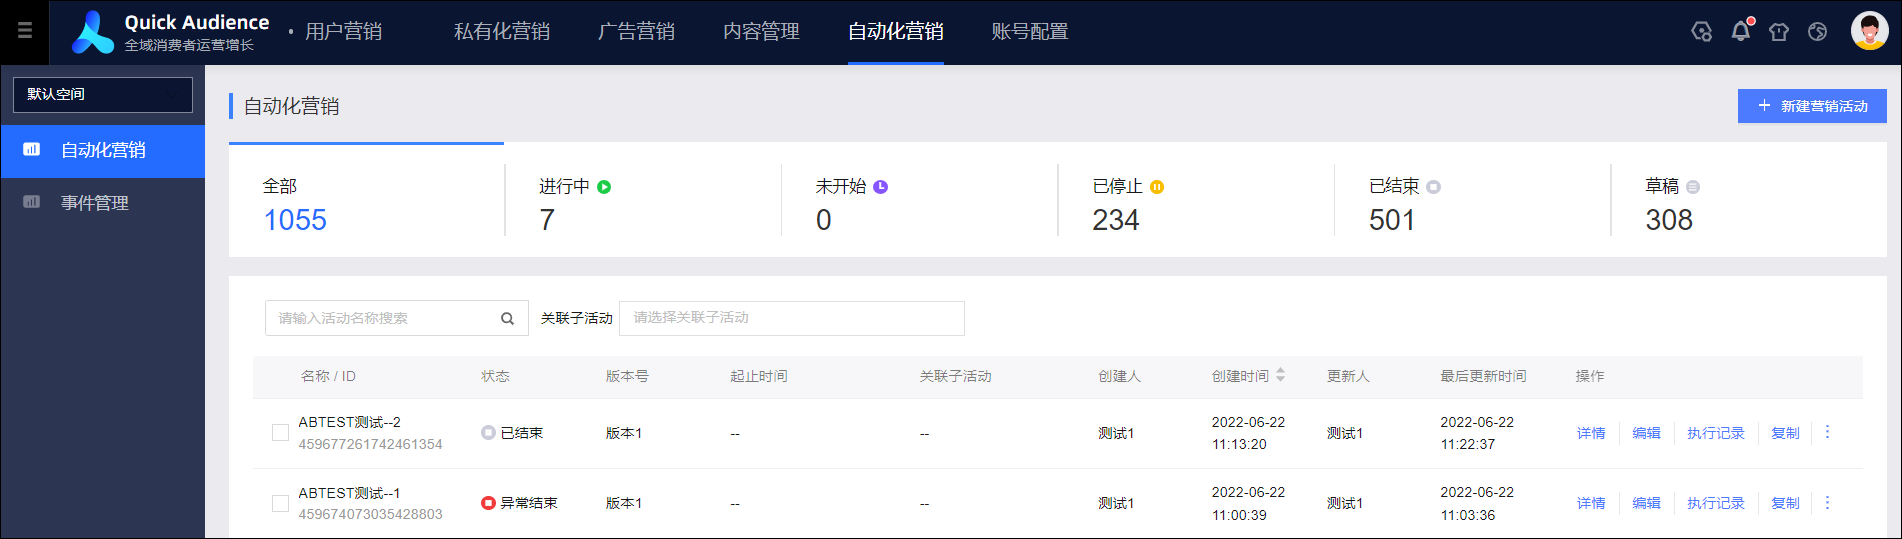 Quick Audience
全域消费者运营增长
• 用户营销
私有化营销
广告营销
内容管理
自动化营销
账号配置
默认空间
自动化营销
事件管理
自动化营销
+ 新建营销活动
全部
1055
进行中
7
未开始
0
已停止
234
已结束
501
草稿
308
请输入活动名称搜索
关联子活动
请选择关联子活动
名称 / ID 状态 版本号 起止时间 关联子活动 创建人 创建时间 更新人 最后更新时间 操作
ABTEST测试--2
459677261742461354
已结束
版本1
--
--
测试1
2022-06-22
11:13:20
测试1
2022-06-22
11:22:37
详情 编辑 执行记录 复制
ABTEST测试--1
459674073035428803
异常结束
版本1
--
--
测试1
2022-06-22
11:00:39
测试1
2022-06-22
11:03:36
详情 编辑 执行记录 复制